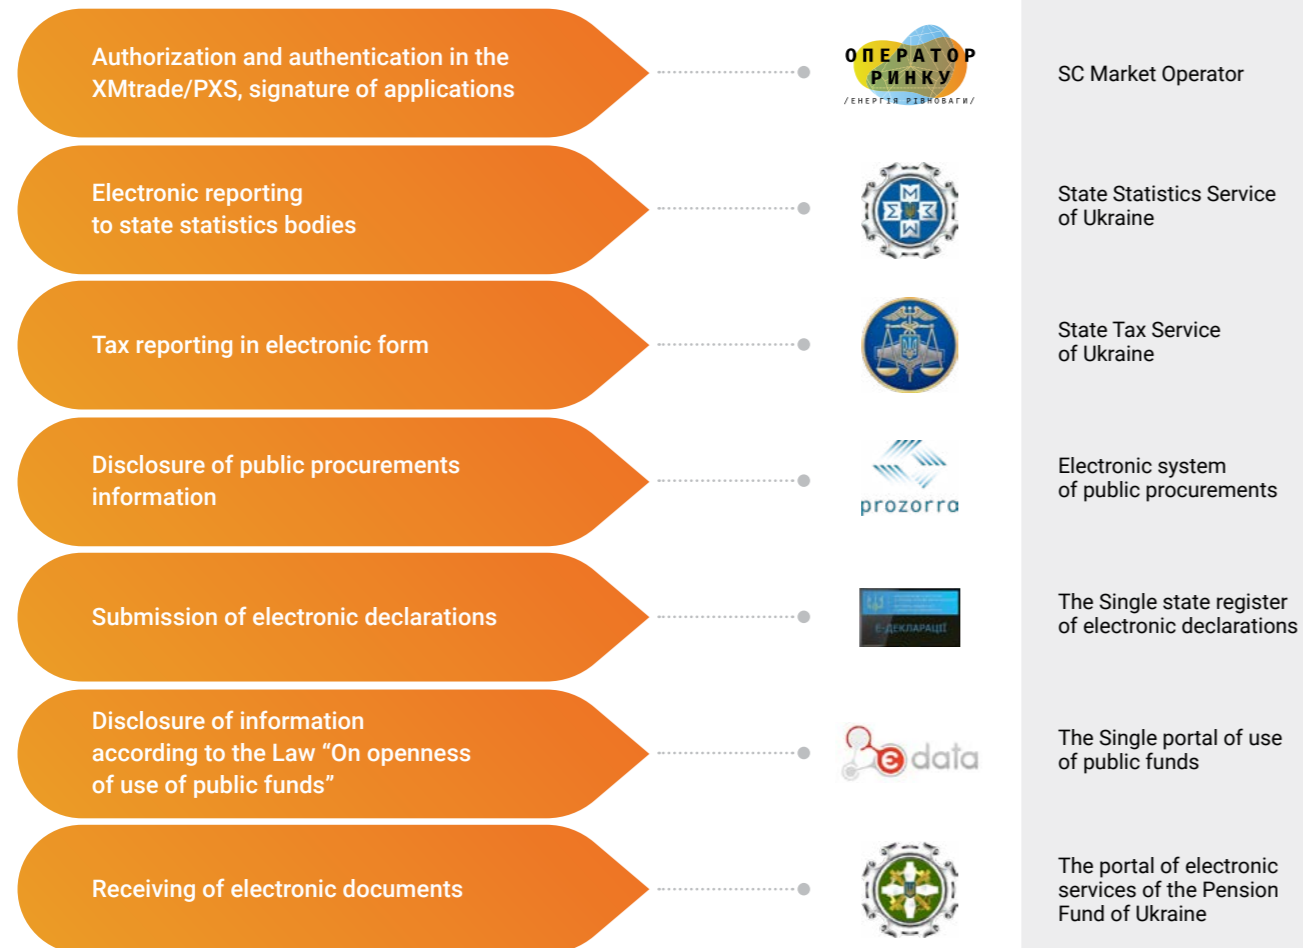 Authorization and authentication in the
XMtrade/PXS, signature of applications
ОПЕРАТОР
РИНКУ
/ЕНЕРГІЯ РІВНОВАГИ/
SC Market Operator
Electronic reporting
to state statistics bodies
State Statistics Service
of Ukraine
Tax reporting in electronic form
State Tax Service
of Ukraine
Disclosure of public procurements
information
prozorro
Electronic system
of public procurements
Submission of electronic declarations
Е-ДЕКЛАРАЦІЇ
The Single state register
of electronic declarations
Disclosure of information
according to the Law “On openness
of use of public funds”
є data
The Single portal of use
of public funds
Receiving of electronic documents
The portal of electronic
services of the Pension
Fund of Ukraine